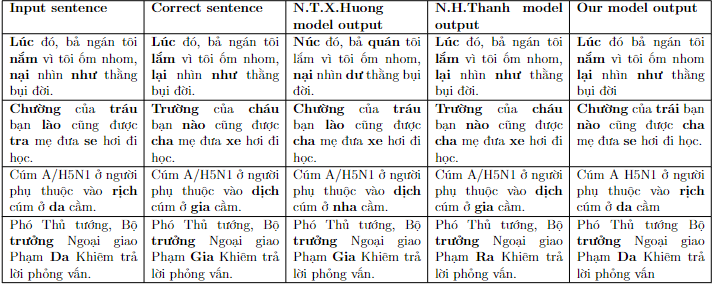 Input sentence
Correct sentence
N.T.X.Huong
model output
N.H.Thanh model
output
Our model output
Lúc đó, bả ngán tôi
nắm vì tôi ốm nhom,
nại nhìn như thằng
bụi đời.
Lúc đó, bả ngán tôi
lắm vì tôi ốm nhom,
lại nhìn như thằng
bụi đời.
Núc đó, bả quán tôi
lắm vì tôi ốm nhom,
nại nhìn dư thằng bụi
đời.
Lúc đó, bả ngán tôi
lắm vì tôi ốm nhom,
lại nhìn như thằng
bụi đời.
Lúc đó bả ngán tôi
nắm vì tôi ốm nhom
lại nhìn như thằng
bụi đời
Chường của tráu
bạn lào cũng được
tra mẹ đưa se hơi đi
học.
Trường của cháu
bạn nào cũng được
cha mẹ đưa xe hơi đi
học.
Chường của tráu
bạn lào cũng được
cha mẹ đưa xe hơi đi
học.
Trường của cháu
bạn nào cũng được
cha mẹ đưa xe hơi đi
học.
Chường của trái bạn
nào cũng được cha
mẹ đưa se hơi đi học.
Cúm A/H5N1 ở người
phụ thuộc vào rịch
cúm ở da cầm.
Cúm A/H5N1 ở người
phụ thuộc vào dịch
cúm ở gia cầm.
Cúm A/H5N1 ở người
phụ thuộc vào dịch
cúm ở nha cầm.
Cúm A/H5N1 ở người
phụ thuộc vào dịch
cúm ở gia cầm.
Cúm A H5N1 ở người
phụ thuộc vào rịch
cúm ở da cầm
Phó Thủ tướng, Bộ
trưởng Ngoại giao
Phạm Da Khiêm trả
lời phỏng vấn.
Phó Thủ tướng, Bộ
trưởng Ngoại giao
Phạm Gia Khiêm trả
lời phỏng vấn.
Phó Thủ tướng, Bộ
trưởng Ngoại giao
Phạm Gia Khiêm trả
lời phỏng vấn.
Phó Thủ tướng, Bộ
trưởng Ngoại giao
Phạm Ra Khiêm trả
lời phỏng vấn.
Phó Thủ tướng, Bộ
trưởng Ngoại giao
Phạm Da Khiêm trả
lời phỏng vấn